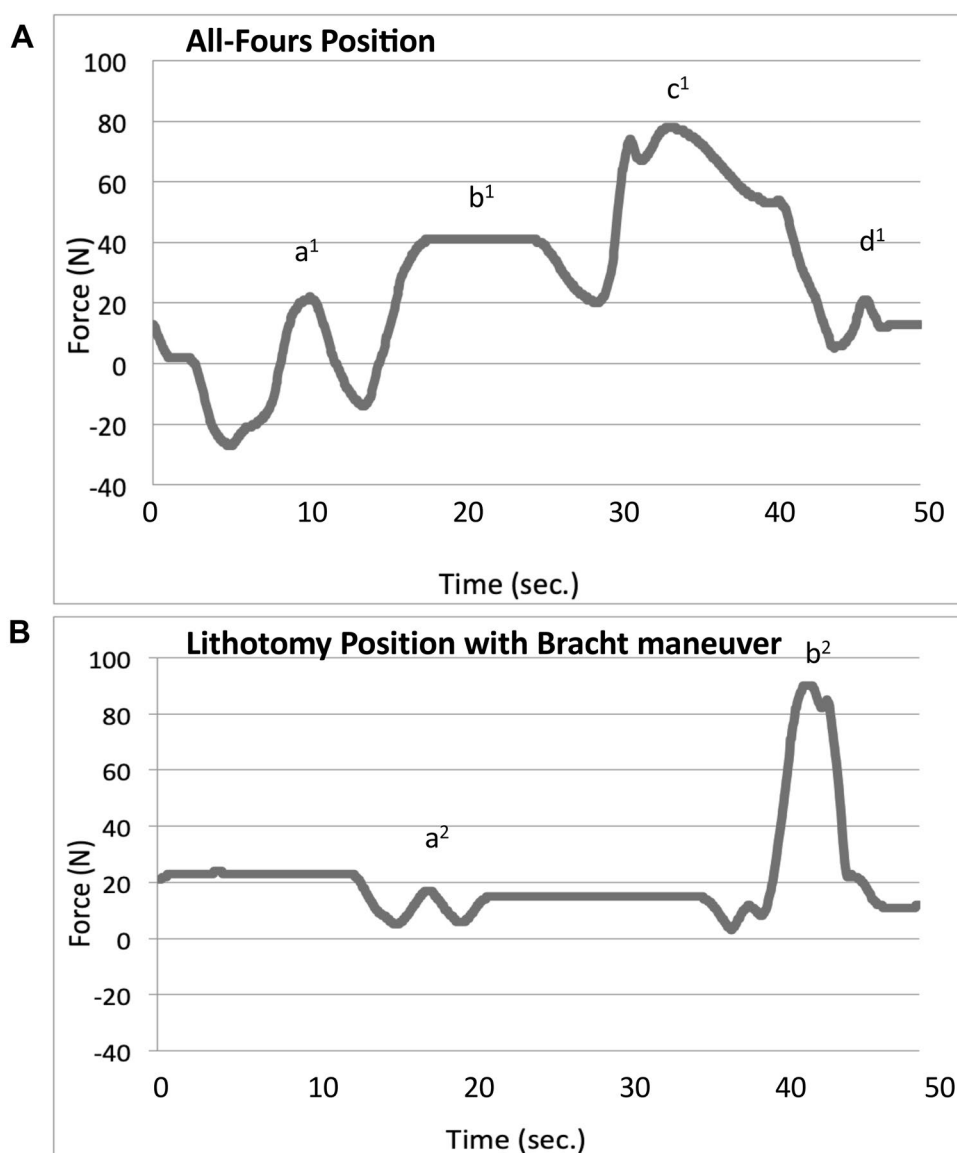 A
All-Fours Position
100
80
60
40
20
0
-20
-40
Force (N)
a¹
b¹
c¹
d¹
0 10 20 30 40 50
Time (sec.)
B
Lithotomy Position with Bracht maneuver
100
80
60
40
20
0
-20
-40
Force (N)
a²
b²
0 10 20 30 40 50
Time (sec.)